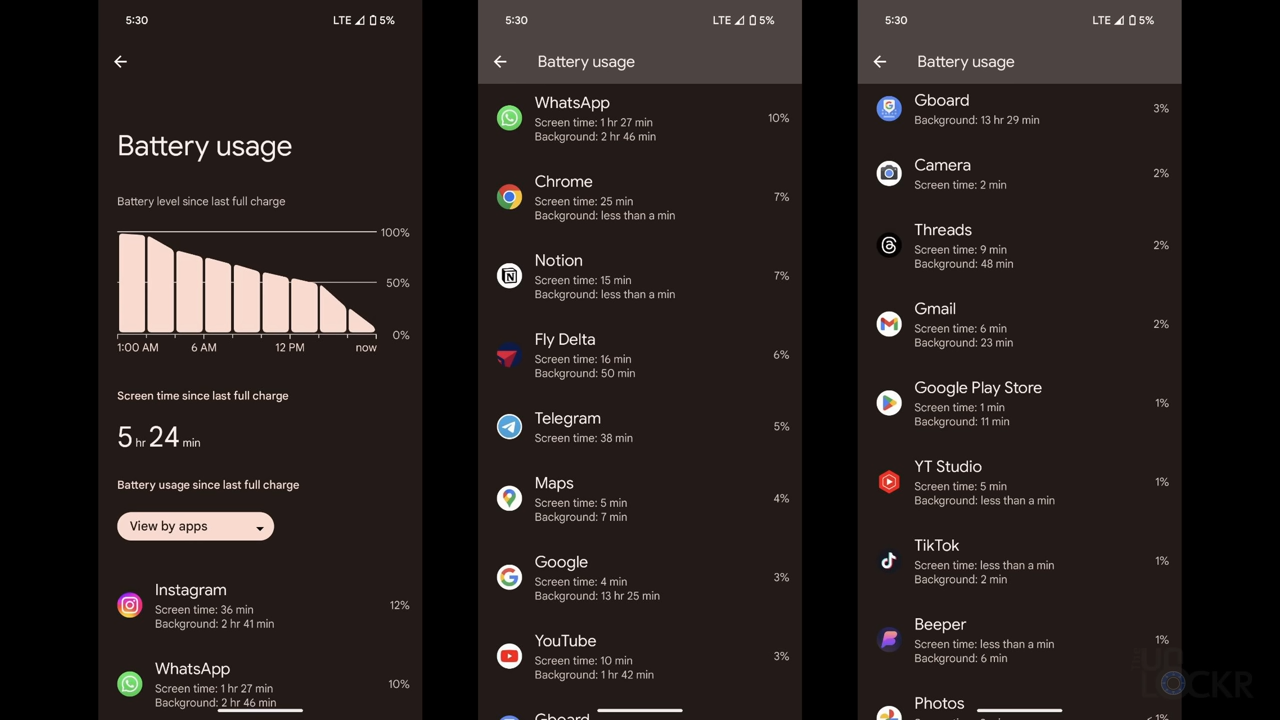 5:30
LTE 5%
Battery usage
Battery level since last full charge
100%
50%
0%
1:00 AM 6 AM 12 PM now
Screen time since last full charge
5 hr 24 min
Battery usage since last full charge
View by apps
Instagram
Screen time: 36 min
Background: 2 hr 41 min
12%
WhatsApp
Screen time: 1 hr 27 min
Background: 2 hr 46 min
10%
5:30
LTE 5%
Battery usage
WhatsApp
Screen time: 1 hr 27 min
Background: 2 hr 46 min
10%
Chrome
Screen time: 25 min
Background: less than a min
7%
Notion
Screen time: 15 min
Background: less than a min
7%
Fly Delta
Screen time: 16 min
Background: 50 min
6%
Telegram
Screen time: 38 min
5%
Maps
Screen time: 5 min
Background: 7 min
4%
Google
Screen time: 4 min
Background: 13 hr 25 min
3%
YouTube
Screen time: 10 min
Background: 1 hr 42 min
3%
Gboard
5:30
LTE 5%
Battery usage
Gboard
Background: 13 hr 29 min
3%
Camera
Screen time: 2 min
2%
Threads
Screen time: 9 min
Background: 48 min
2%
Gmail
Screen time: 6 min
Background: 23 min
2%
Google Play Store
Screen time: 1 min
Background: 11 min
1%
YT Studio
Screen time: 5 min
Background: less than a min
1%
TikTok
Screen time: less than a min
Background: 2 min
1%
Beeper
Screen time: less than a min
Background: 6 min
1%
Photos
THE
UN
LOCKR